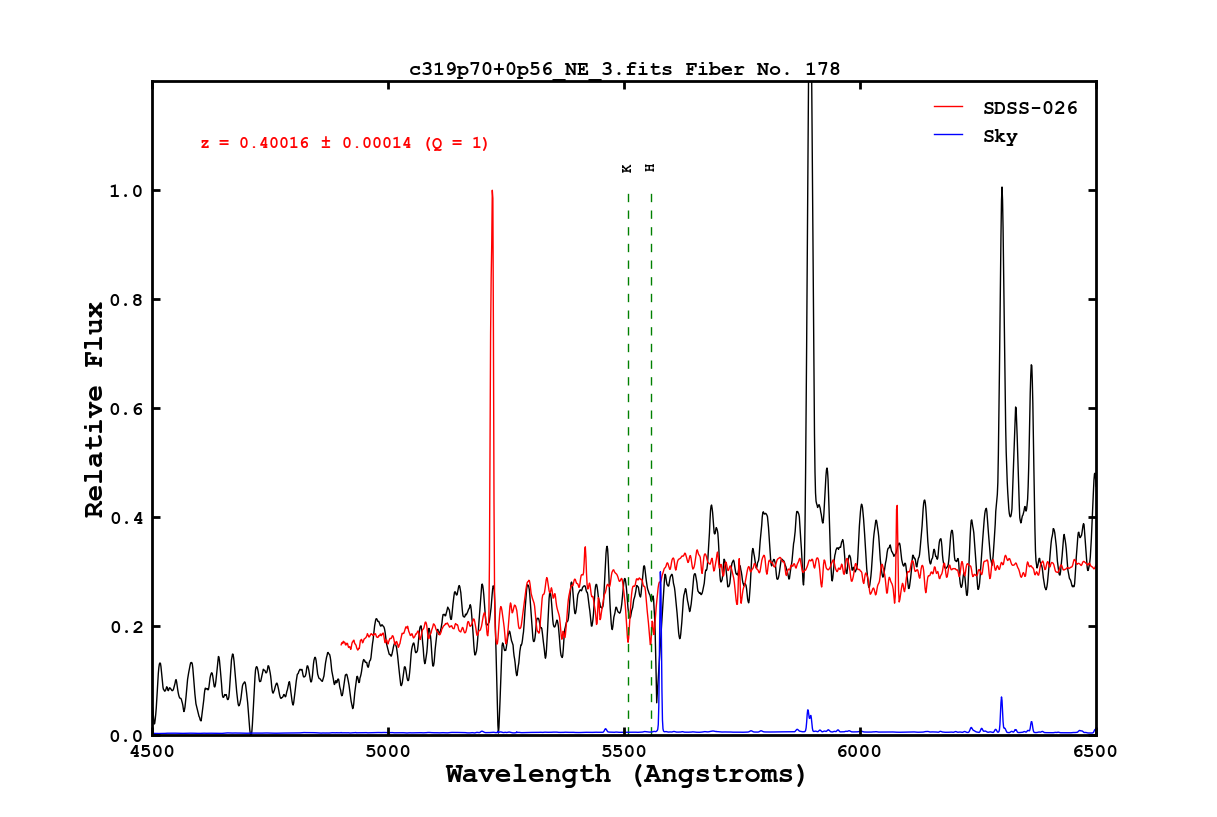 c319p70+0p56_NE_3.fits Fiber No. 178
SDSS-026
Sky
z = 0.40016 ± 0.00014 (Q = 1)
K
H
1.0
0.8
0.6
0.4
0.2
0.0
Relative Flux
4500
5000
5500
6000
6500
Wavelength (Angstroms)